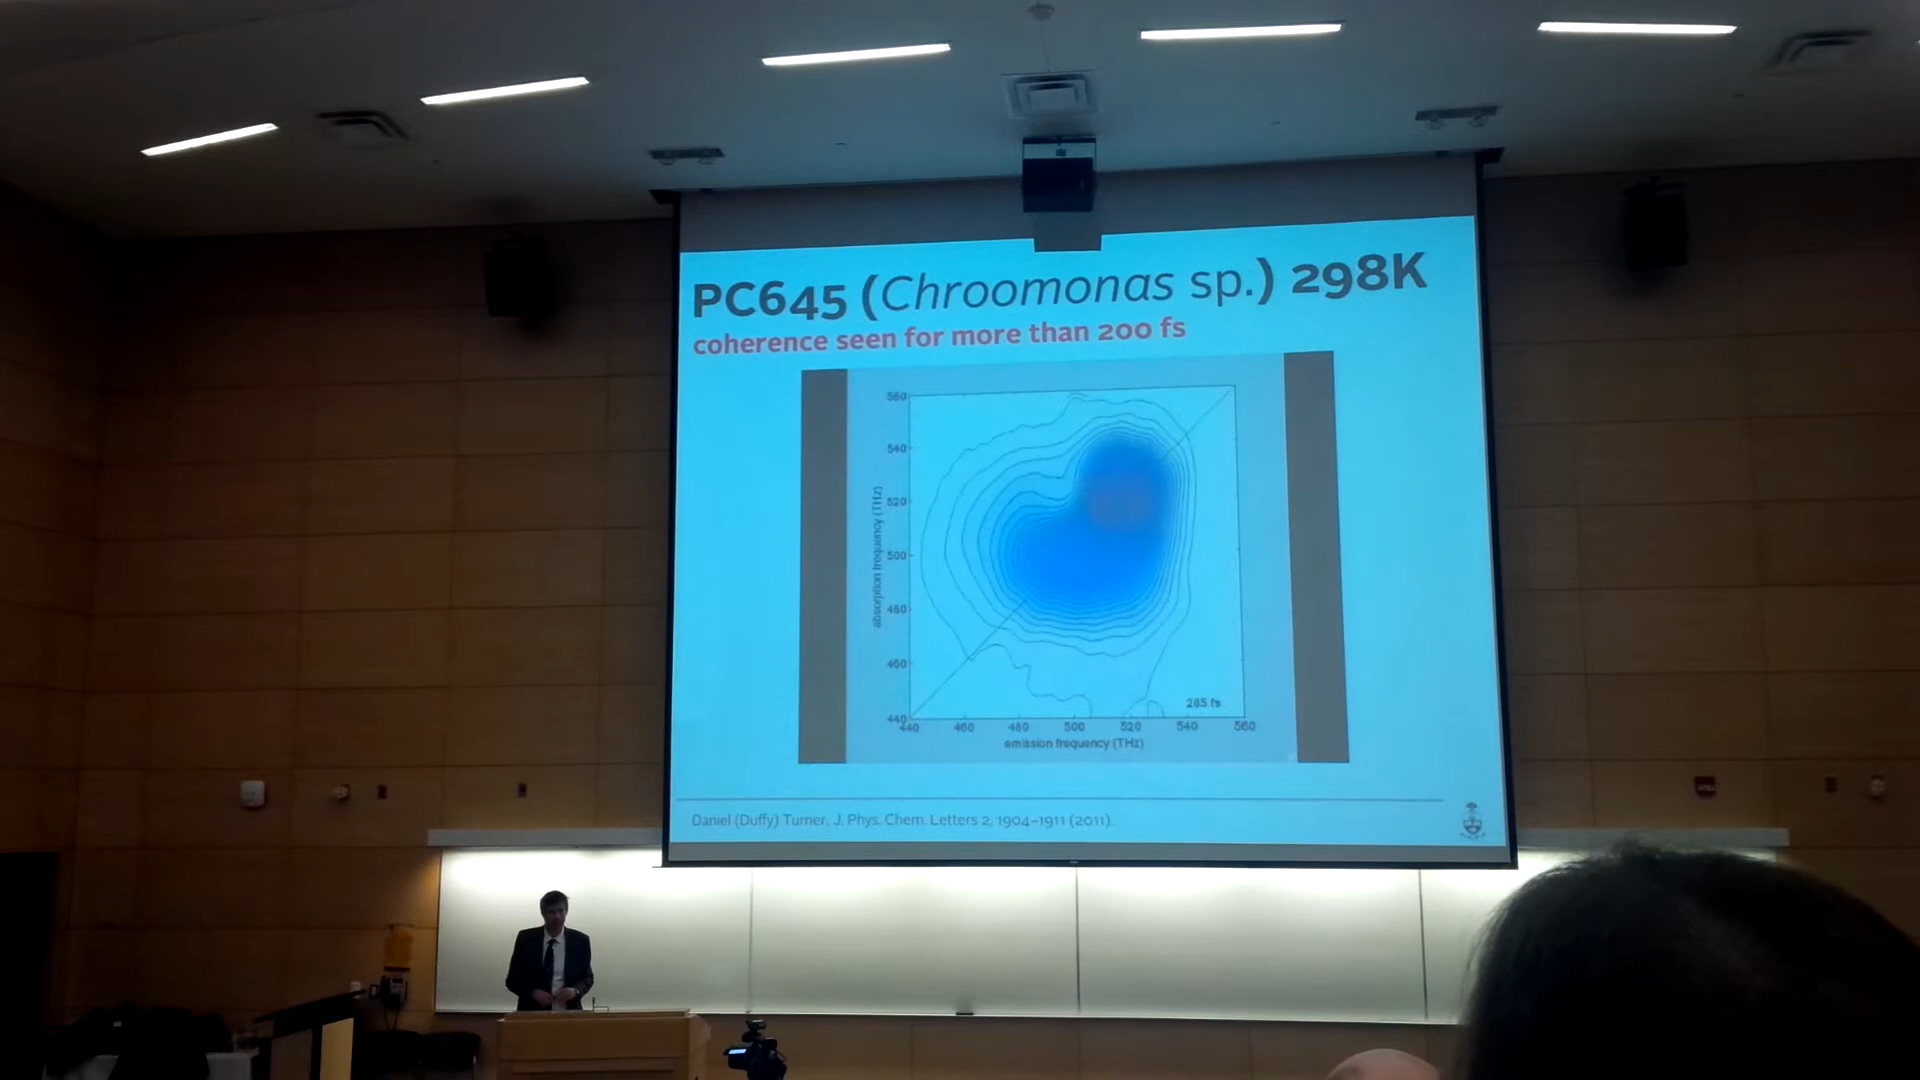 PC645 (Chroomonas sp.) 298K
coherence seen for more than 200 fs
560
540
520
500
480
460
440
absorption frequency (THz)
285 fs
440 460 480 500 520 540 560
emission frequency (THz)
Daniel (Duffy) Turner, J. Phys. Chem. Letters 2, 1904–1911 (2011).